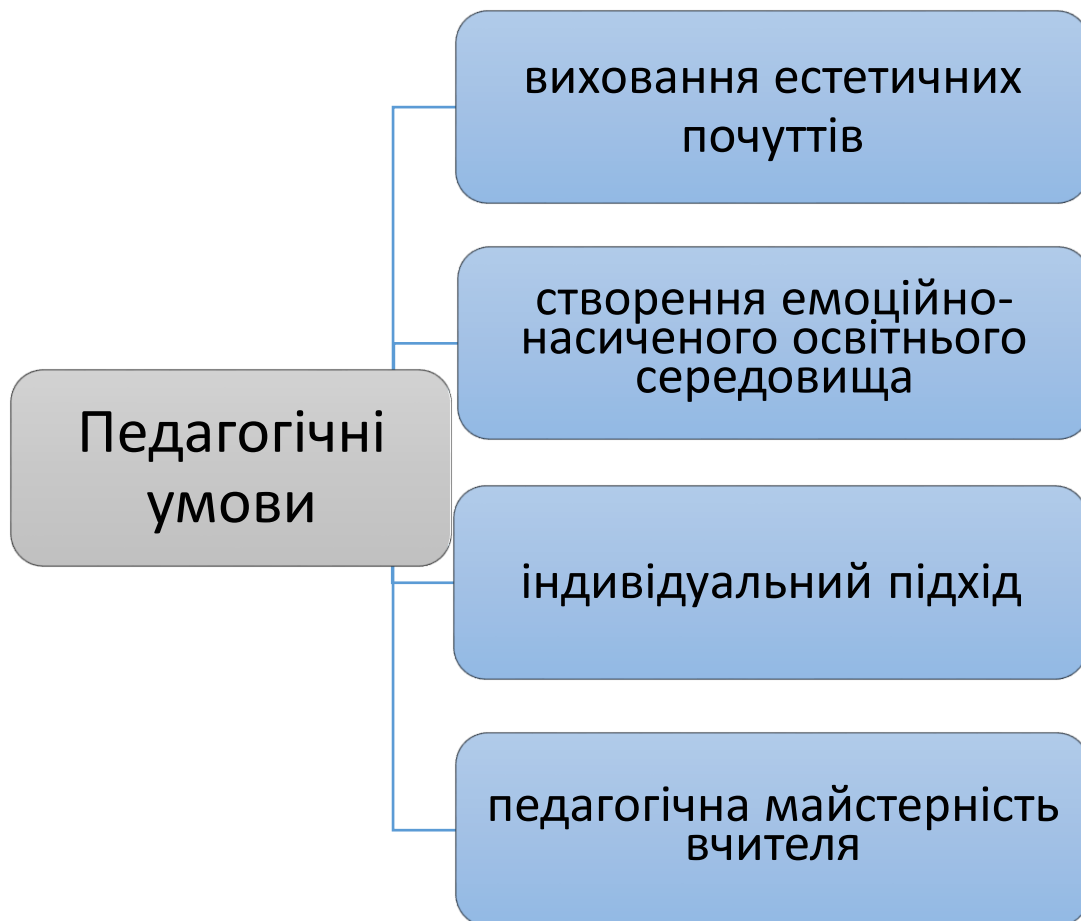 виховання естетичних
почуттів
створення емоційно-
насиченого освітнього
середовища
Педагогічні
умови
індивідуальний підхід
педагогічна майстерність
вчителя